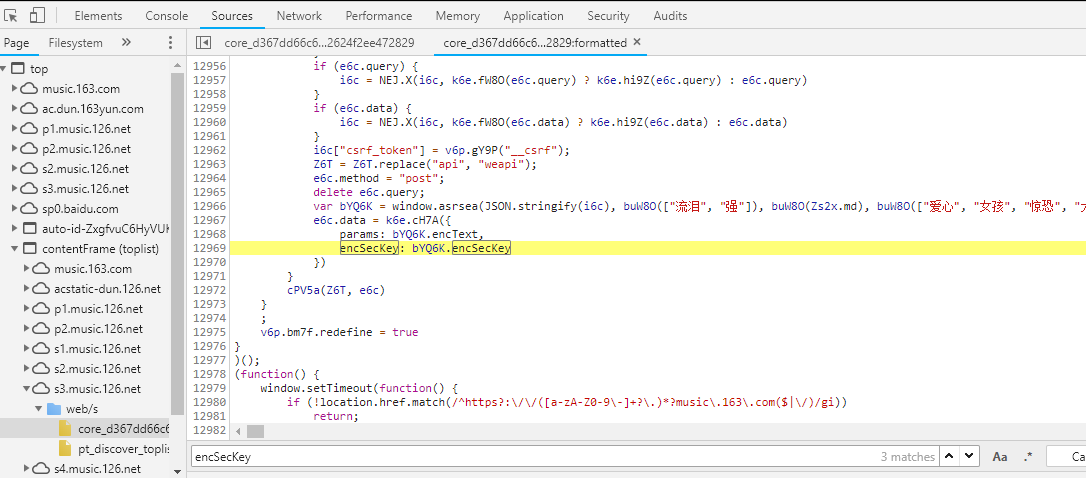 Elements Console Sources Network Performance Memory Application Security Audits
Page Filesystem » core_d367dd66c6...2624f2ee472829 core_d367dd66c6...2829:formatted ×
top
music.163.com
ac.dun.163yun.com
p1.music.126.net
p2.music.126.net
s2.music.126.net
s3.music.126.net
sp0.baidu.com
auto-id-ZxgfvuC6HyVU
contentFrame (toplist)
music.163.com
acstatic-dun.126.net
p1.music.126.net
p2.music.126.net
s1.music.126.net
s2.music.126.net
s3.music.126.net
web/s
core_d367dd66c6
pt_discover_toplis
s4.music.126.net
12956 if (e6c.query) {
12957 i6c = NEJ.X(i6c, k6e.fW8O(e6c.query) ? k6e.hi9Z(e6c.query) : e6c.query)
12958 }
12959 if (e6c.data) {
12960 i6c = NEJ.X(i6c, k6e.fW8O(e6c.data) ? k6e.hi9Z(e6c.data) : e6c.data)
12961 }
12962 i6c["csrf_token"] = v6p.gY9P("__csrf");
12963 Z6T = Z6T.replace("api", "weapi");
12964 e6c.method = "post";
12965 delete e6c.query;
12966 var bYQ6K = window.asrsea(JSON.stringify(i6c), buW8O(["流泪", "强"]), buW8O(Zs2x.md), buW8O(["爱心", "女孩", "惊恐", "
12967 e6c.data = k6e.cH7A({
12968 params: bYQ6K.encText,
12969 encSecKey: bYQ6K.encSecKey
12970 })
12971 }
12972 cPV5a(Z6T, e6c)
12973 }
12974 ;
12975 v6p.bm7f.redefine = true
12976 }
12977 )();
12978 (function() {
12979 window.setTimeout(function() {
12980 if (!location.href.match(/^https?:\/\/([a-zA-Z0-9\-]+?\.)*?music\.163\.com($|\/)/gi))
12981 return;
12982
encSecKey 3 matches Aa .* Ca